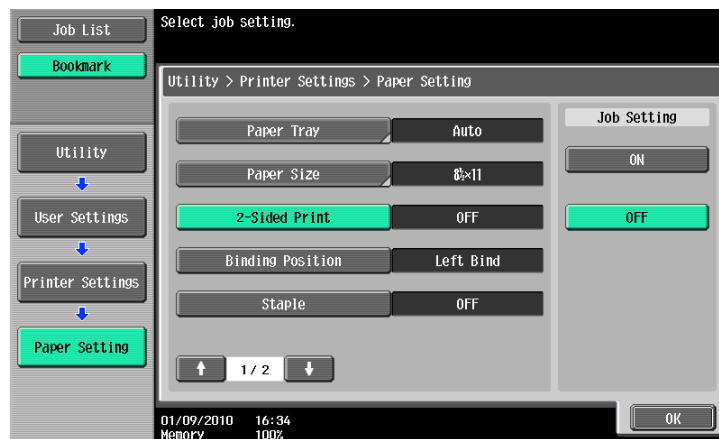 Job List
Bookmark
Utility
User Settings
Printer Settings
Paper Setting
Select job setting.
Utility > Printer Settings > Paper Setting
Paper Tray Auto
Paper Size 8½×11
2-Sided Print OFF
Binding Position Left Bind
Staple OFF
1/ 2
Job Setting
ON
OFF
01/09/2010 16:34
Memory 100%
OK